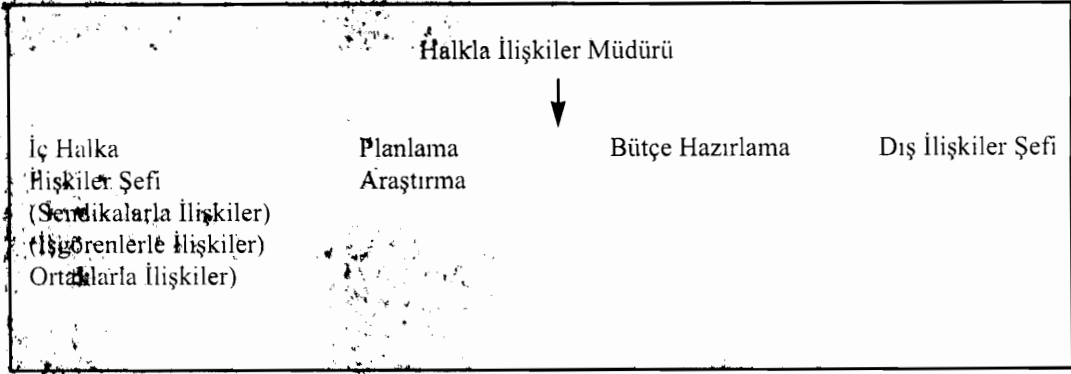 Halkla İlişkiler Müdürü
İç Halka
İlişkiler Şefi
(Sendikalarla İlişkiler)
(İşgörenlerle İlişkiler)
Ortaklarla İlişkiler)
Planlama
Araştırma
Bütçe Hazırlama
Dış İlişkiler Şefi